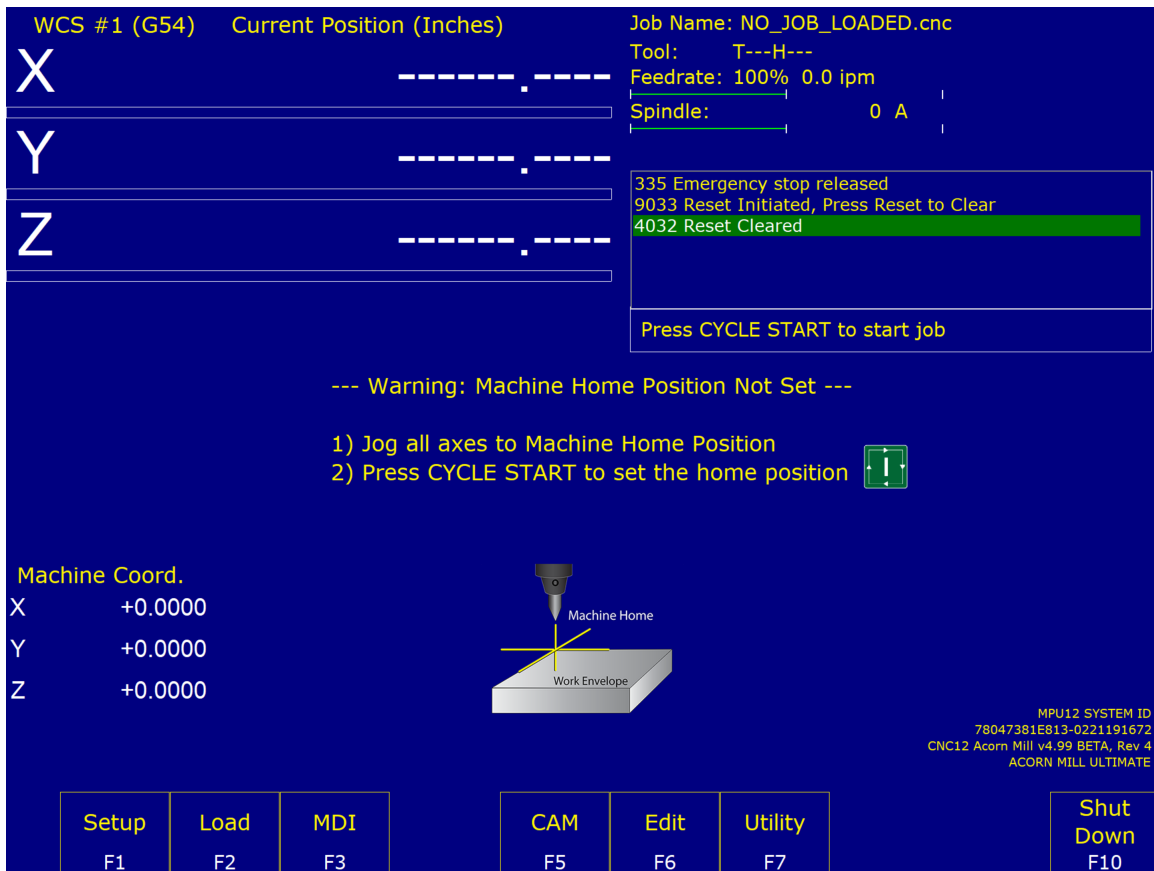 WCS #1 (G54) Current Position (Inches)
X ------.----
Y ------.----
Z ------.----
Job Name: NO_JOB_LOADED.cnc
Tool: T---H---
Feedrate: 100% 0.0 ipm
Spindle: 0 A
335 Emergency stop released
9033 Reset Initiated, Press Reset to Clear
4032 Reset Cleared
Press CYCLE START to start job
--- Warning: Machine Home Position Not Set ---
1) Jog all axes to Machine Home Position
2) Press CYCLE START to set the home position
I
Machine Coord.
X +0.0000
Y +0.0000
Z +0.0000
Machine Home
Work Envelope
MPU12 SYSTEM ID
78047381E813-0221191672
CNC12 Acorn Mill v4.99 BETA, Rev 4
ACORN MILL ULTIMATE
Setup
F1
Load
F2
MDI
F3
CAM
F5
Edit
F6
Utility
F7
Shut
Down
F10